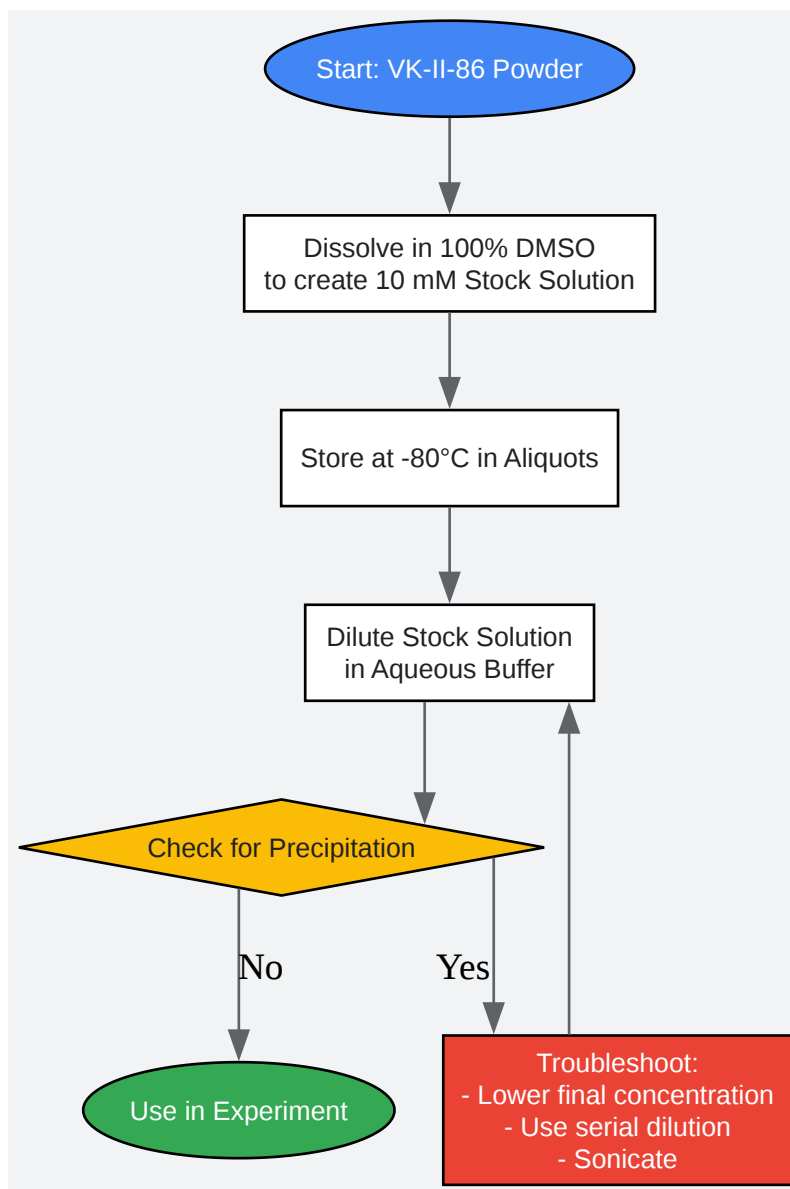 Start: VK-II-86 Powder
Dissolve in 100% DMSO
to create 10 mM Stock Solution
Store at -80°C in Aliquots
Dilute Stock Solution
in Aqueous Buffer
Check for Precipitation
No
Yes
Use in Experiment
Troubleshoot:
- Lower final concentration
- Use serial dilution
- Sonicate